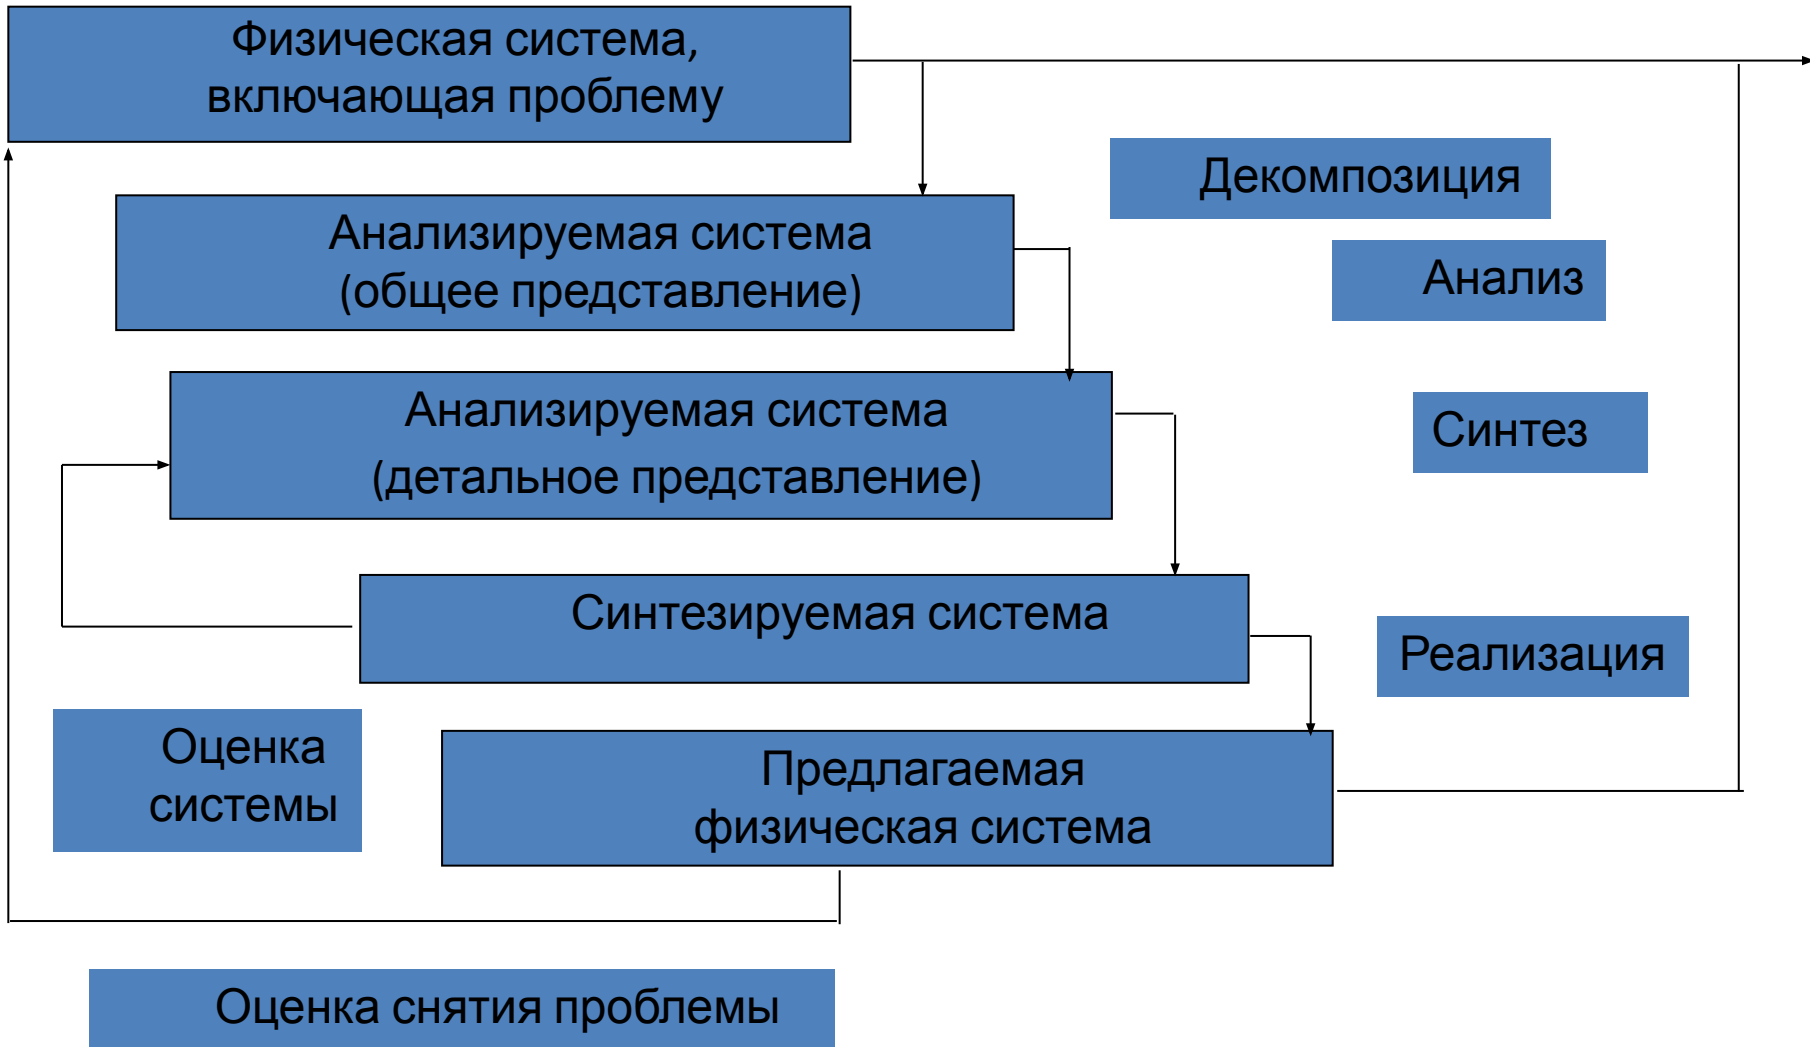 Физическая система,
включающая проблему
Декомпозиция
Анализируемая система
(общее представление)
Анализ
Анализируемая система
(детальное представление)
Синтез
Синтезируемая система
Реализация
Оценка
системы
Предлагаемая
физическая система
Оценка снятия проблемы